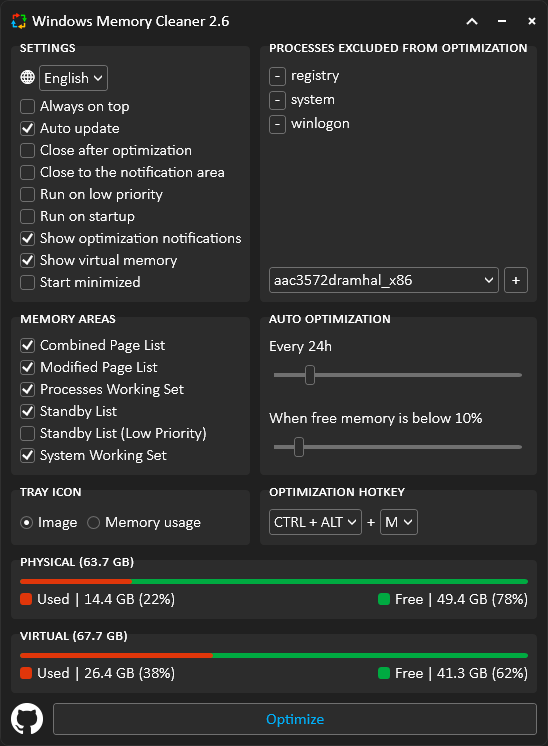 Windows Memory Cleaner 2.6
SETTINGS
English
Always on top
Auto update
Close after optimization
Close to the notification area
Run on low priority
Run on startup
Show optimization notifications
Show virtual memory
Start minimized
PROCESSES EXCLUDED FROM OPTIMIZATION
- registry
- system
- winlogon
aac3572dramhal_x86 +
MEMORY AREAS
Combined Page List
Modified Page List
Processes Working Set
Standby List
Standby List (Low Priority)
System Working Set
AUTO OPTIMIZATION
Every 24h
When free memory is below 10%
TRAY ICON
Image Memory usage
OPTIMIZATION HOTKEY
CTRL + ALT + M
PHYSICAL (63.7 GB)
Used | 14.4 GB (22%) Free | 49.4 GB (78%)
VIRTUAL (67.7 GB)
Used | 26.4 GB (38%) Free | 41.3 GB (62%)
Optimize